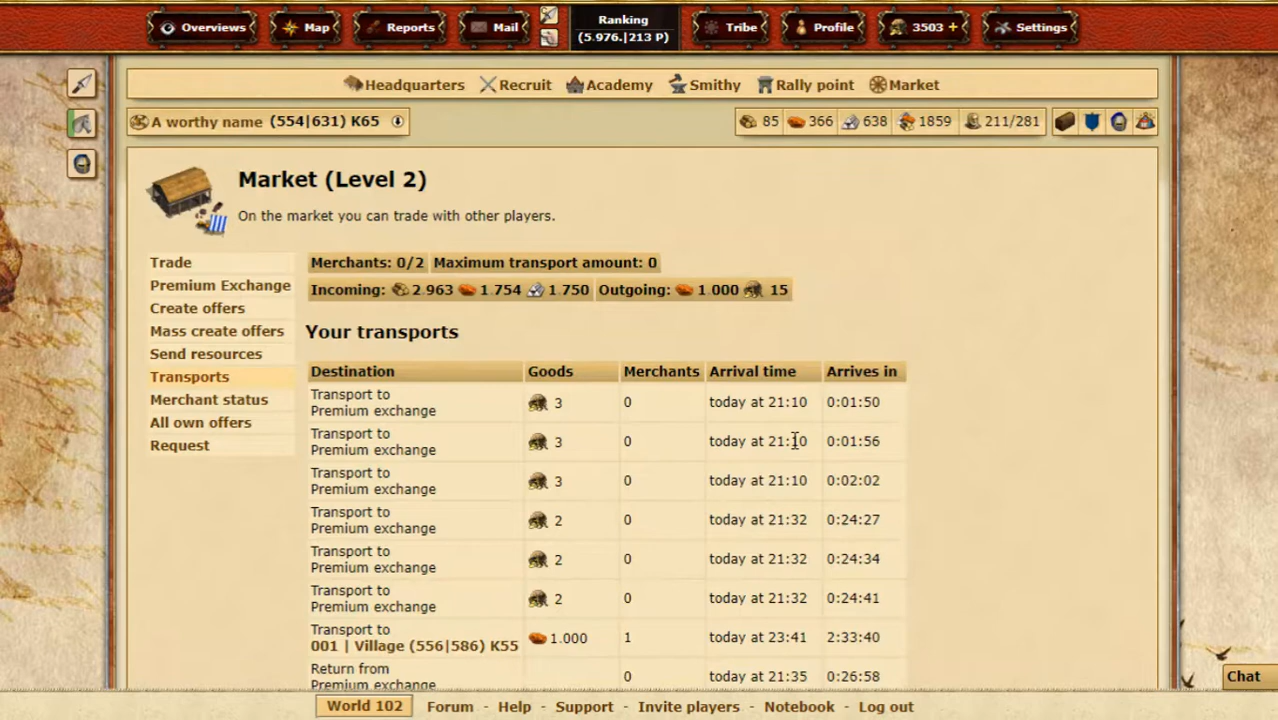 Overviews Map Reports Mail Ranking Tribe Profile 3503 + Settings
(5.976.|213 P)
Headquarters Recruit Academy Smithy Rally point Market
A worthy name (554|631) K65 85 366 638 1859 211/281
Market (Level 2)
On the market you can trade with other players.
Trade
Premium Exchange
Create offers
Mass create offers
Send resources
Transports
Merchant status
All own offers
Request
Merchants: 0/2 Maximum transport amount: 0
Incoming: 2.963 1.754 1.750 Outgoing: 1.000 15
Your transports
Destination Goods Merchants Arrival time Arrives in
Transport to
Premium exchange 3 0 today at 21:10 0:01:50
Transport to
Premium exchange 3 0 today at 21:10 0:01:56
Transport to
Premium exchange 3 0 today at 21:10 0:02:02
Transport to
Premium exchange 2 0 today at 21:32 0:24:27
Transport to
Premium exchange 2 0 today at 21:32 0:24:34
Transport to
Premium exchange 2 0 today at 21:32 0:24:41
Transport to
001 | Village (556|586) K55 1.000 1 today at 23:41 2:33:40
Return from
Premium exchange 0 today at 21:35 0:26:58
Chat
World 102 Forum - Help - Support - Invite players - Notebook - Log out